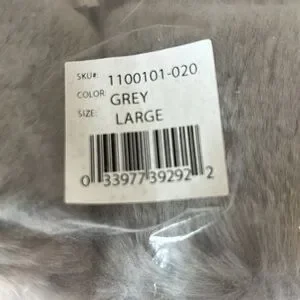 SKU#: 1100101-020
COLOR: GREY
SIZE: LARGE
0 33977 39292 2